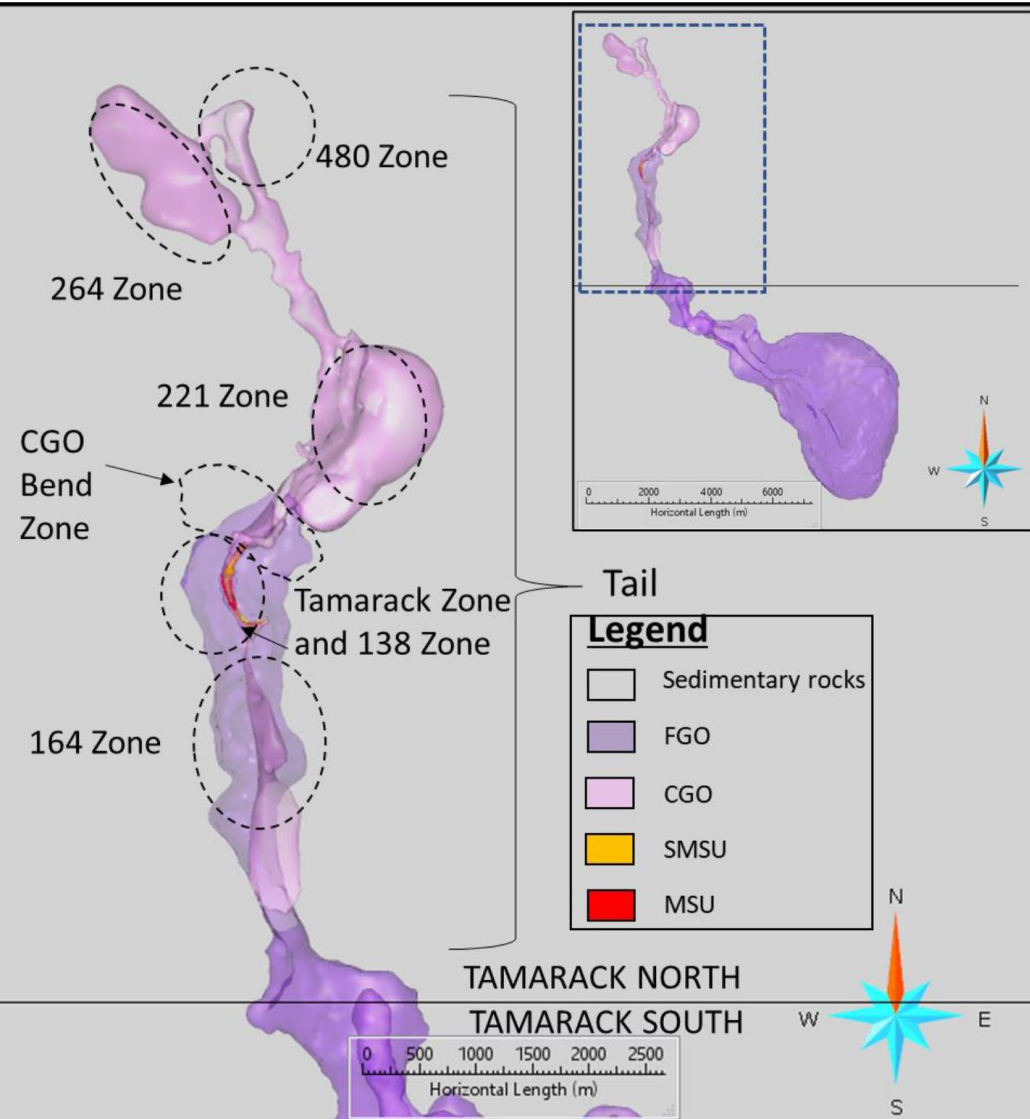 480 Zone
264 Zone
221 Zone
CGO
Bend
Zone
Tamarack Zone
and 138 Zone
164 Zone
Tail
N
W
S
0 2000 4000 6000
Horizontal Length (m)
Legend
Sedimentary rocks
FGO
CGO
SMSU
MSU
TAMARACK NORTH
TAMARACK SOUTH
N
W E
S
0 500 1000 1500 2000 2500
Horizontal Length (m)